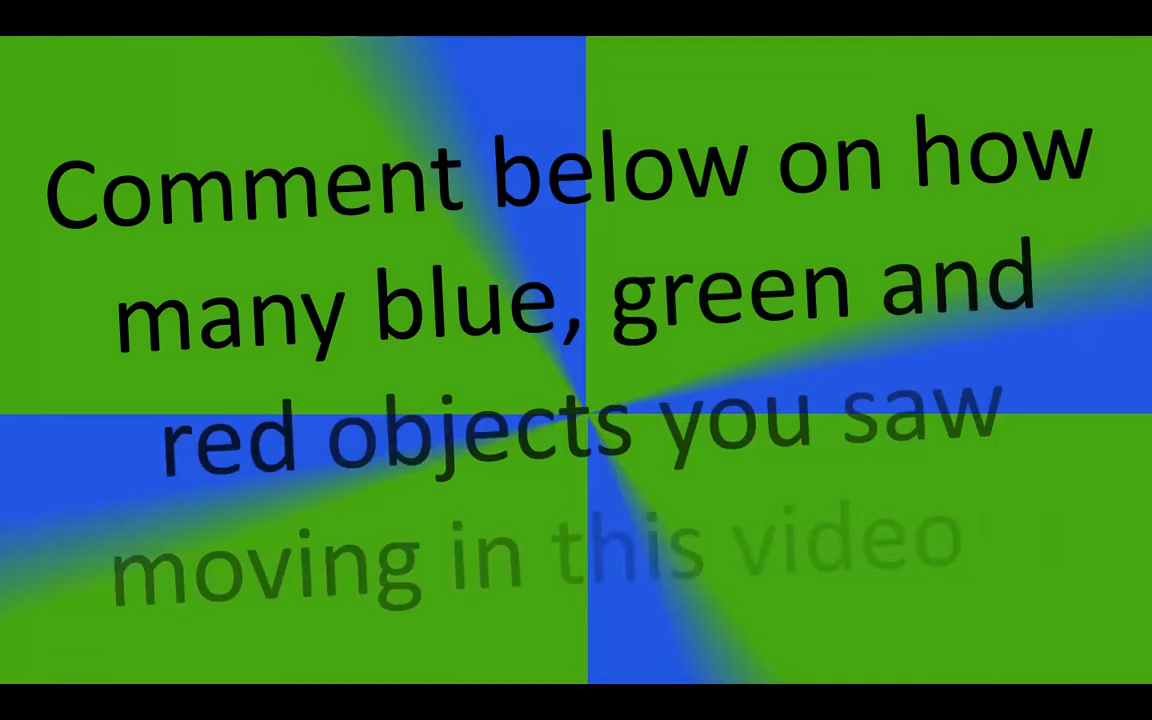 Comment below on how
many blue, green and
red objects you saw
moving in this video